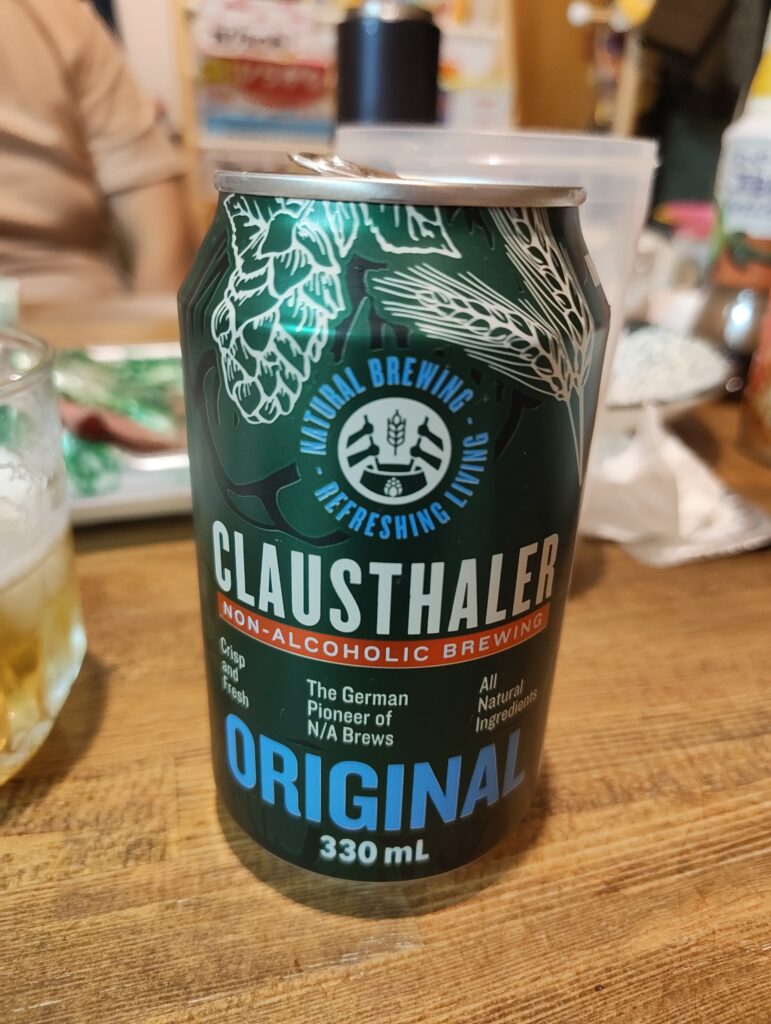 NATURAL BREWING
REFRESHING LIVING
CLAUSTHALER
NON-ALCOHOLIC BREWING
Crisp
and
Fresh
The German
Pioneer of
N/A Brews
All
Natural
Ingredients
ORIGINAL
330 mL